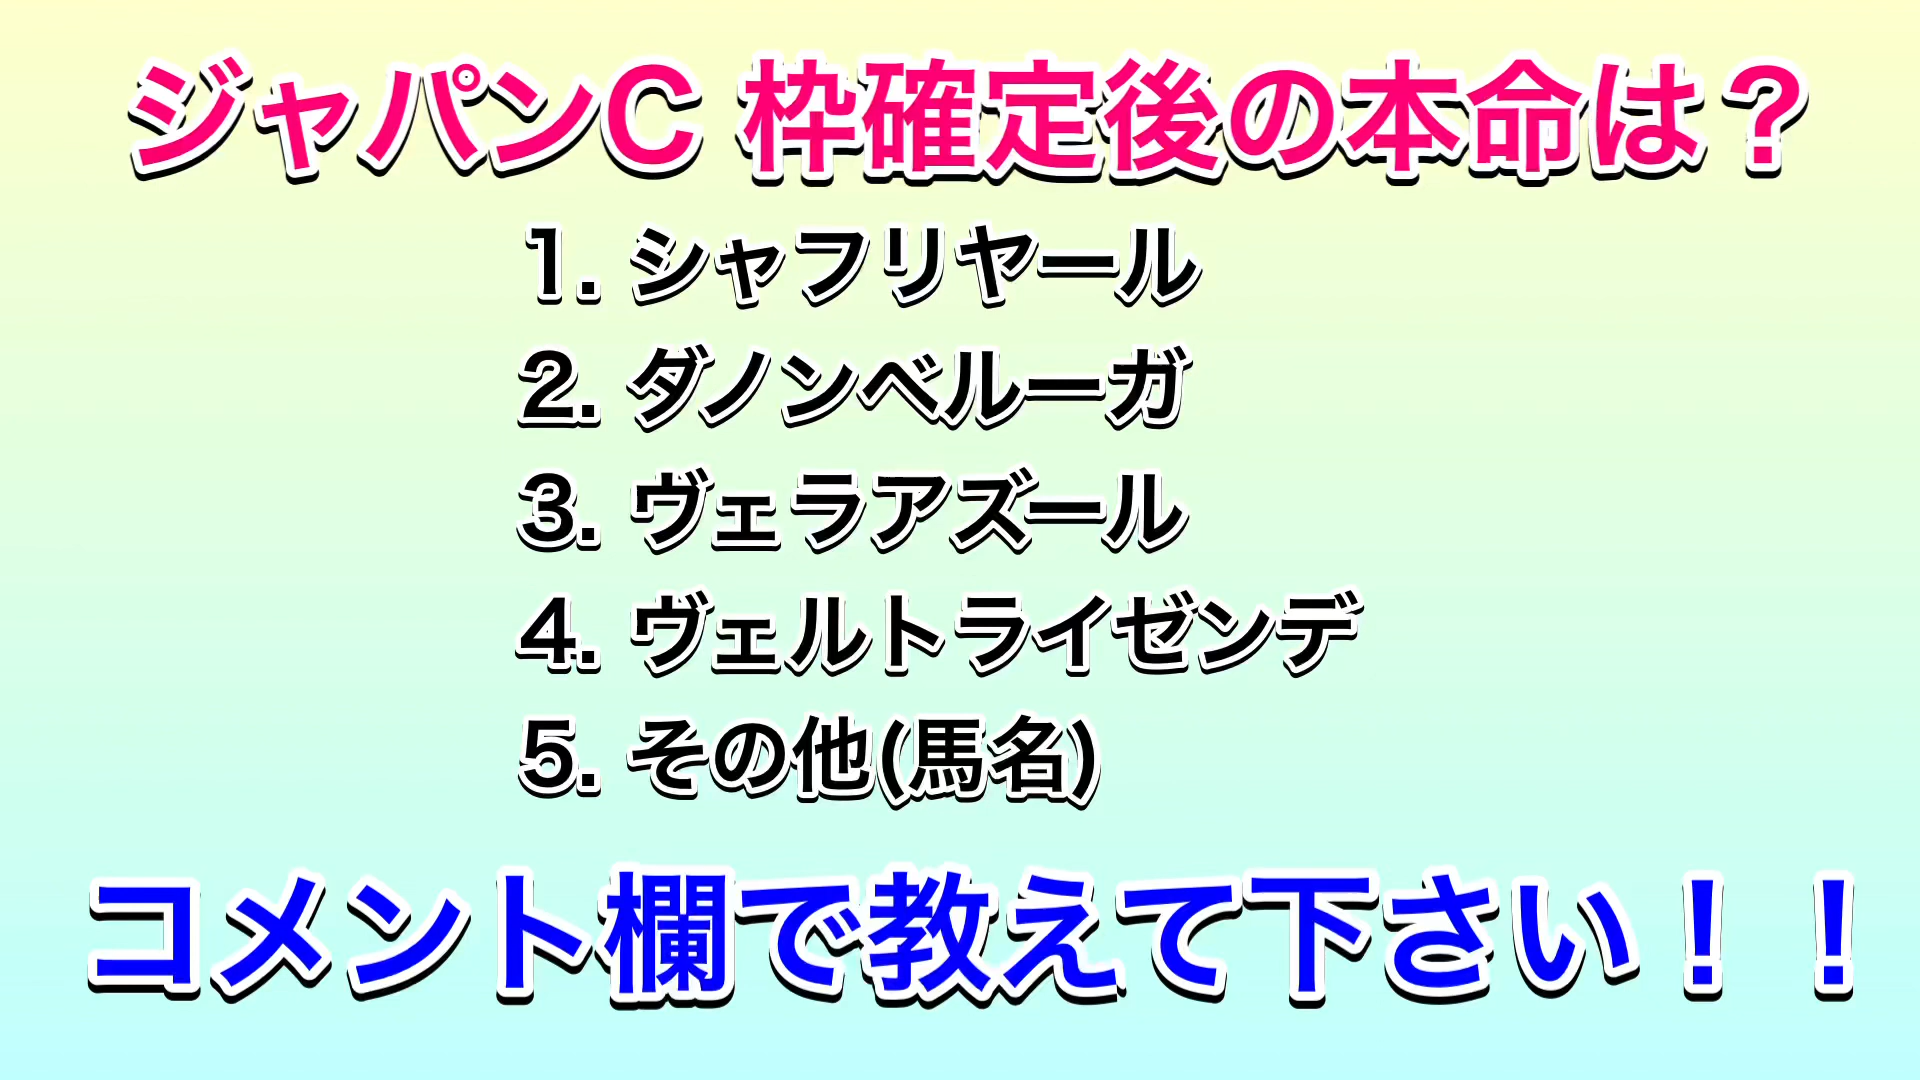 ジャパンC 枠確定後の本命は？
1. シャフリヤール
2. ダノンベルーガ
3. ヴェラアズール
4. ヴェルトライゼンデ
5. その他(馬名)
コメント欄で教えて下さい！！